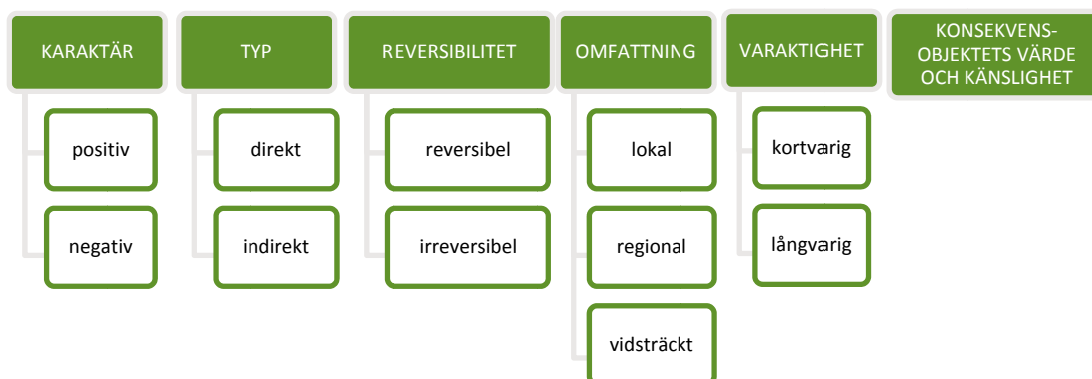 KARAKTÄR
positiv
negativ
TYP
direkt
indirekt
REVERSIBILITET
reversibel
irreversibel
OMFATTNING
lokal
regional
vidsträckt
VARAKTIGHET
kortvarig
långvarig
KONSEKVENS-
OBJEKTETS VÄRDE
OCH KÄNSLIGHET